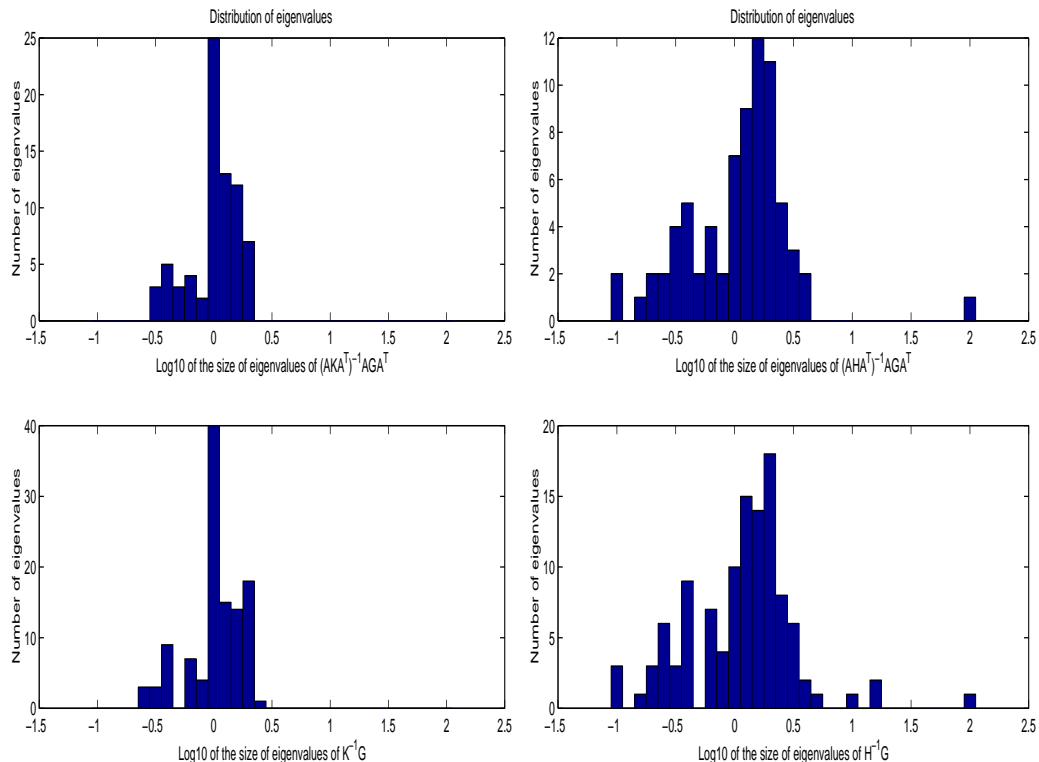 Distribution of eigenvalues
Number of eigenvalues
25
20
15
10
5
0
−1.5 −1 −0.5 0 0.5 1 1.5 2 2.5
Log10 of the size of eigenvalues of (AKA^T)^−1AGA^T
Distribution of eigenvalues
Number of eigenvalues
12
10
8
6
4
2
0
−1.5 −1 −0.5 0 0.5 1 1.5 2 2.5
Log10 of the size of eigenvalues of (AHA^T)^−1AGA^T
Number of eigenvalues
40
30
20
10
0
−1.5 −1 −0.5 0 0.5 1 1.5 2 2.5
Log10 of the size of eigenvalues of K^−1G
Number of eigenvalues
20
15
10
5
0
−1.5 −1 −0.5 0 0.5 1 1.5 2 2.5
Log10 of the size of eigenvalues of H^−1G